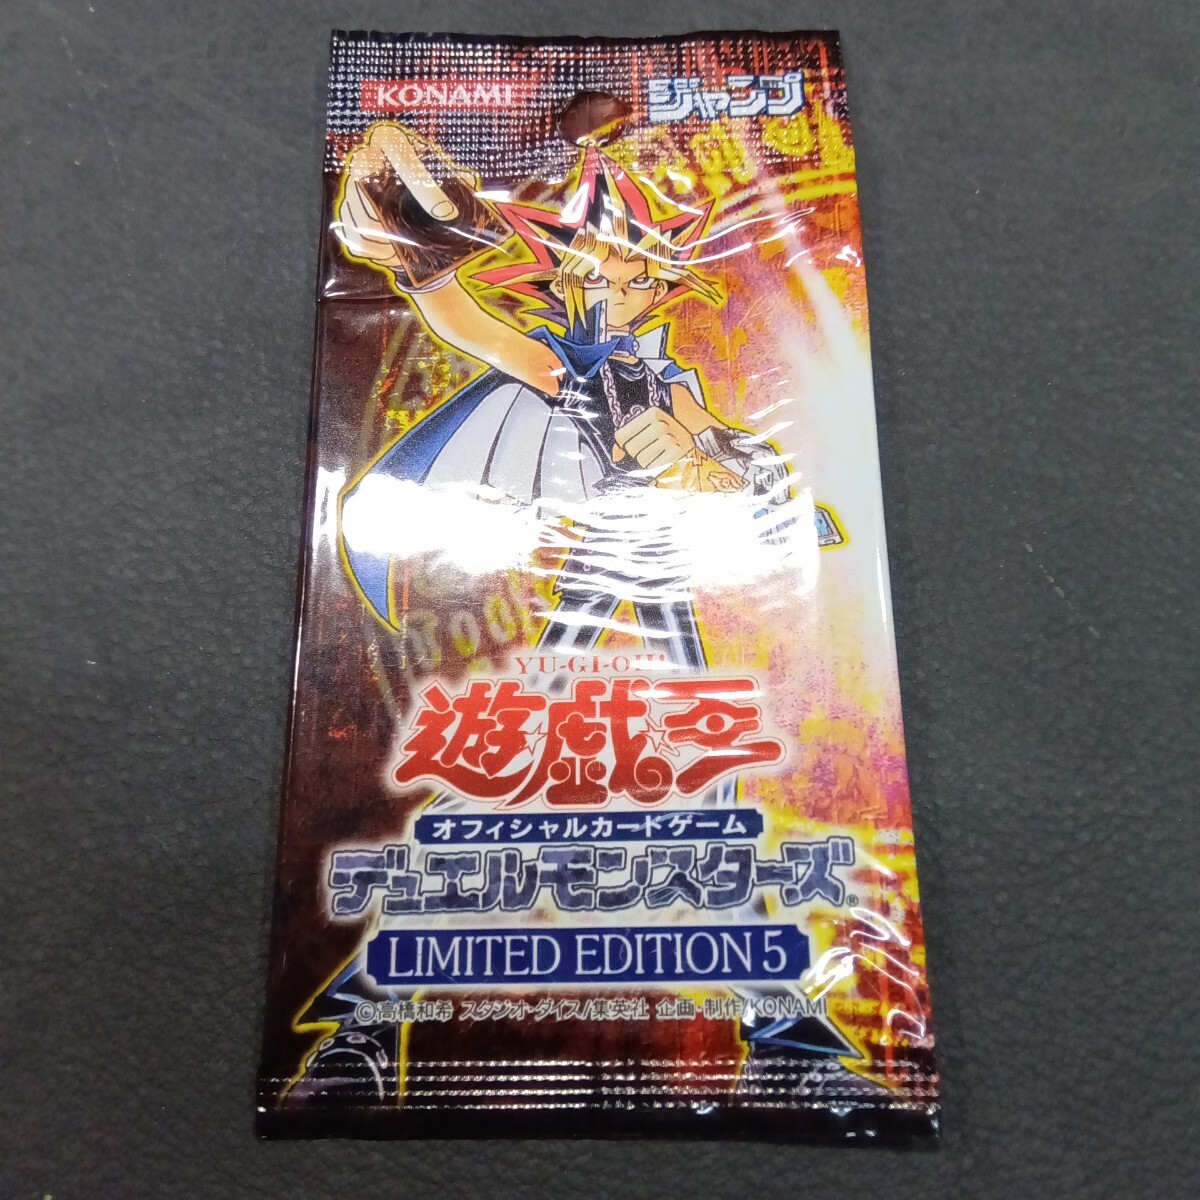 KONAMI
ジャンプ
YU-GI-OH!
遊戯王
オフィシャルカードゲーム
デュエルモンスターズ®
LIMITED EDITION 5
©高橋和希 スタジオ・ダイス/集英社 企画・制作/KONAMI